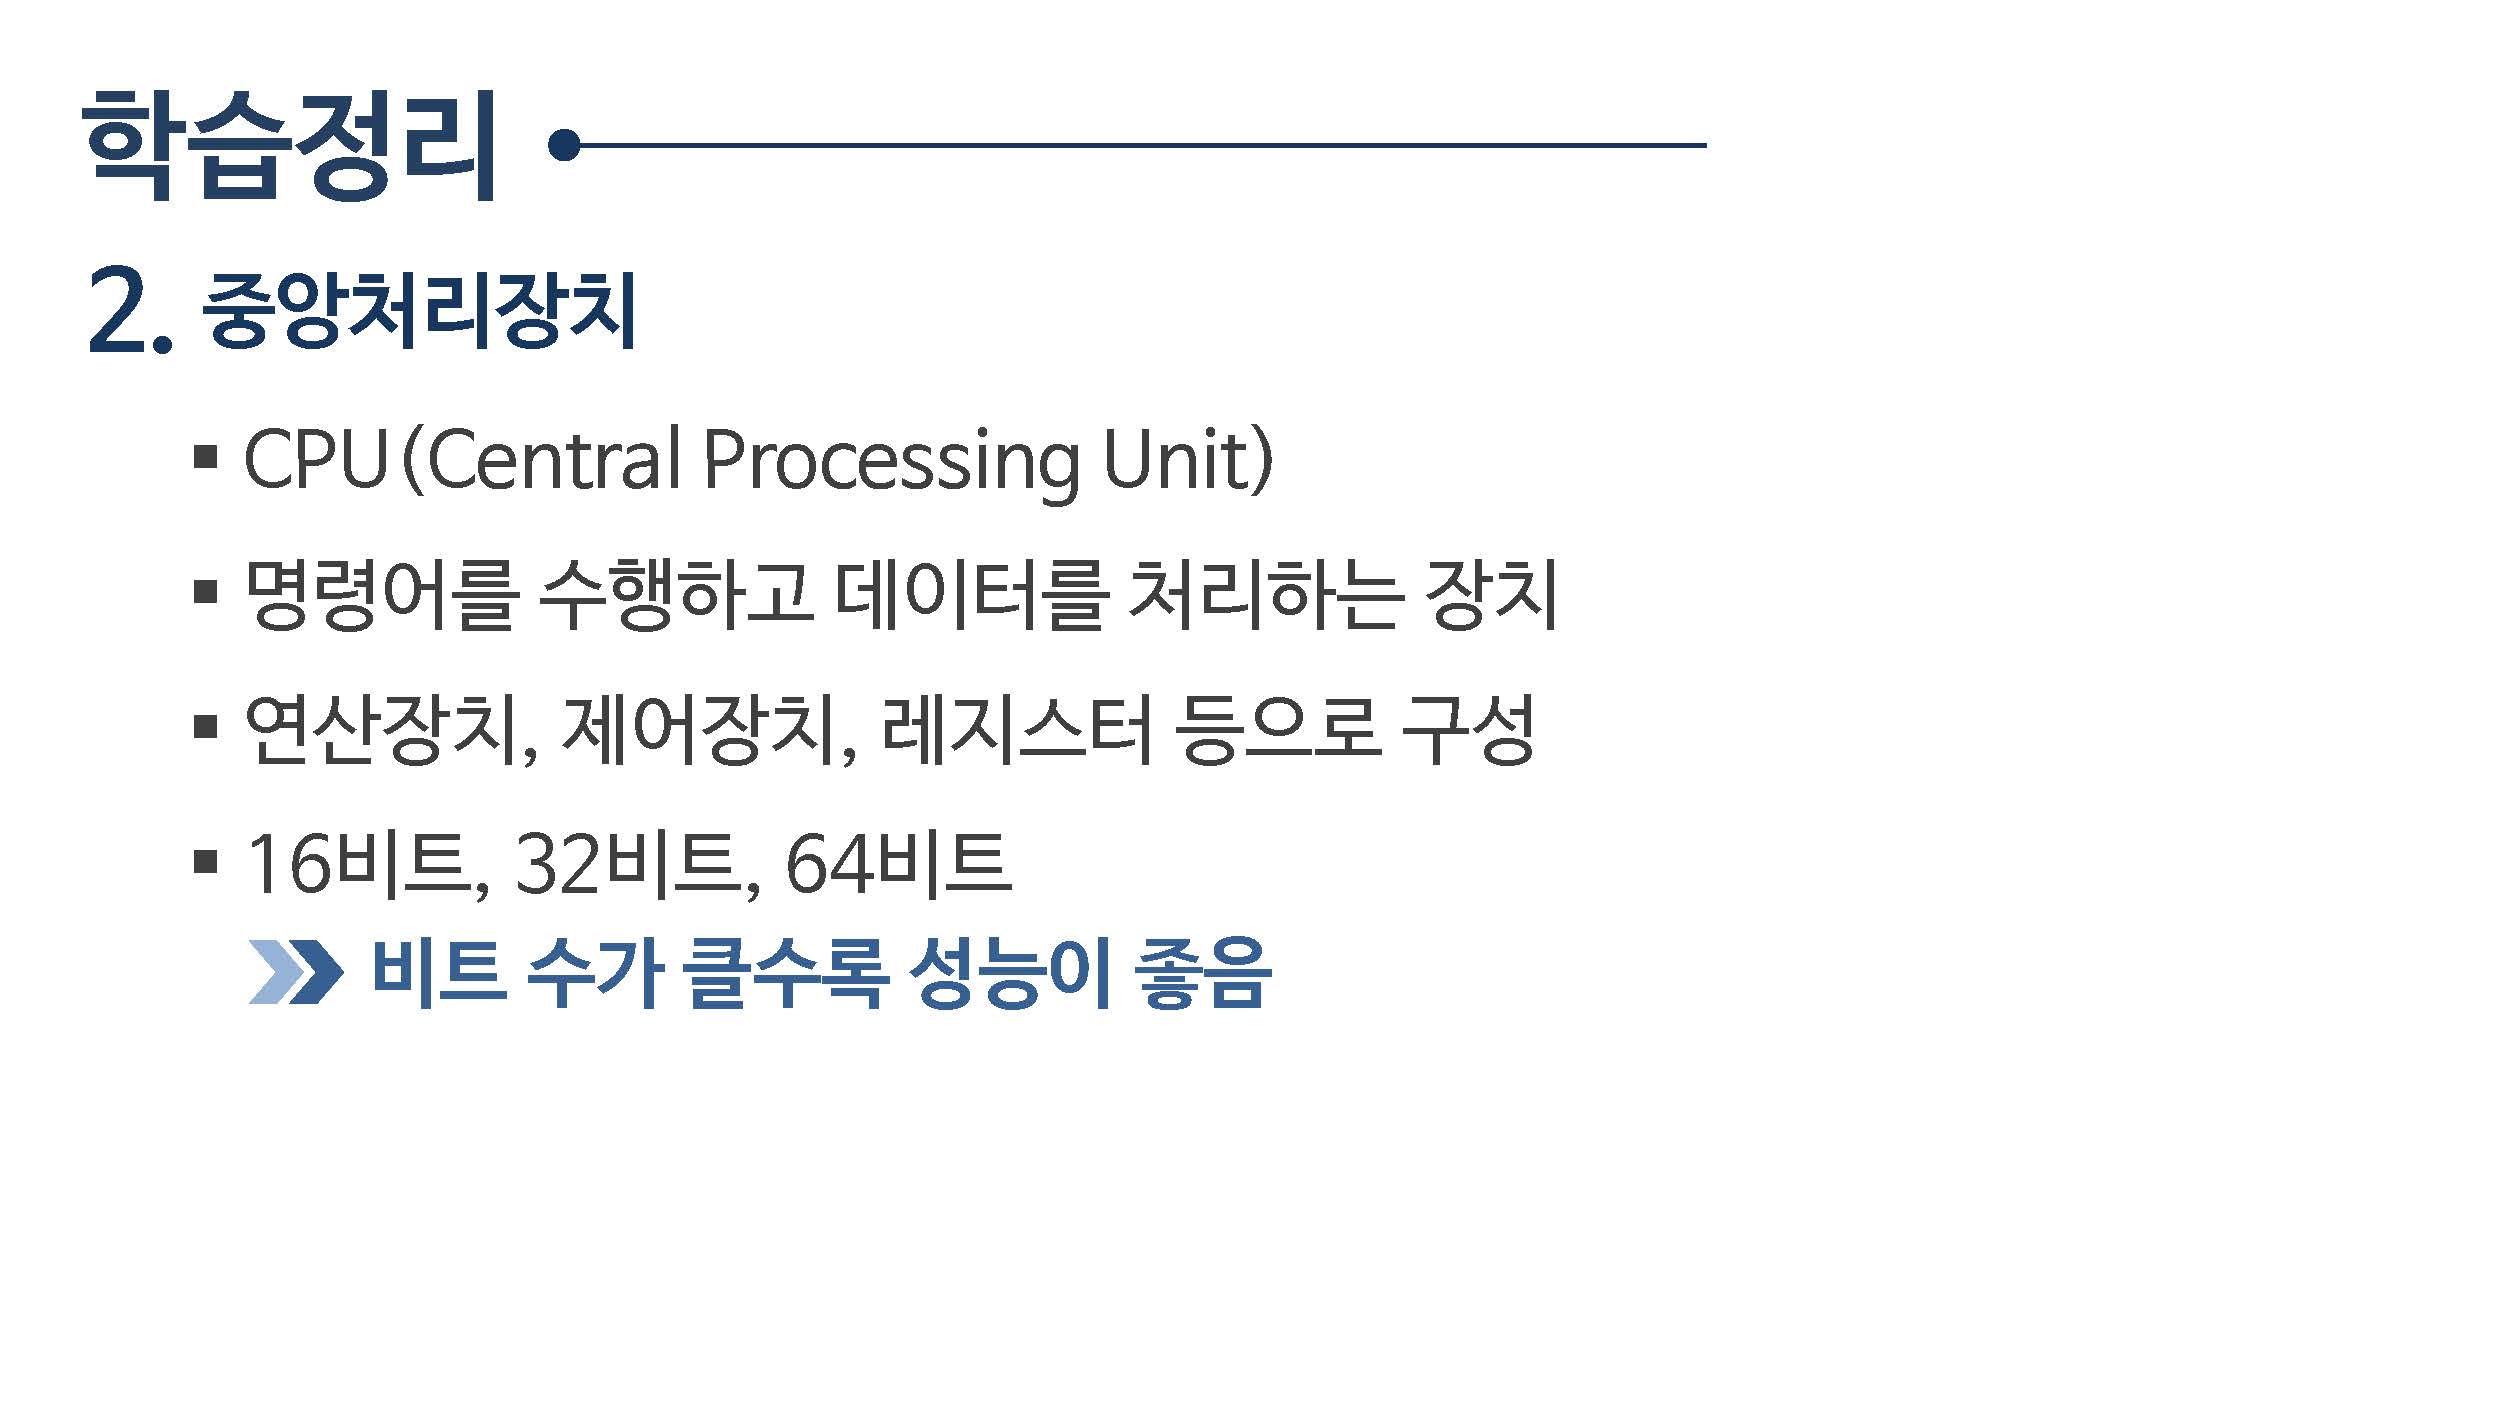 학습정리
2. 중앙처리장치
▪ CPU(Central Processing Unit)
▪ 명령어를 수행하고 데이터를 처리하는 장치
▪ 연산장치, 제어장치, 레지스터 등으로 구성
▪ 16비트, 32비트, 64비트
비트 수가 클수록 성능이 좋음